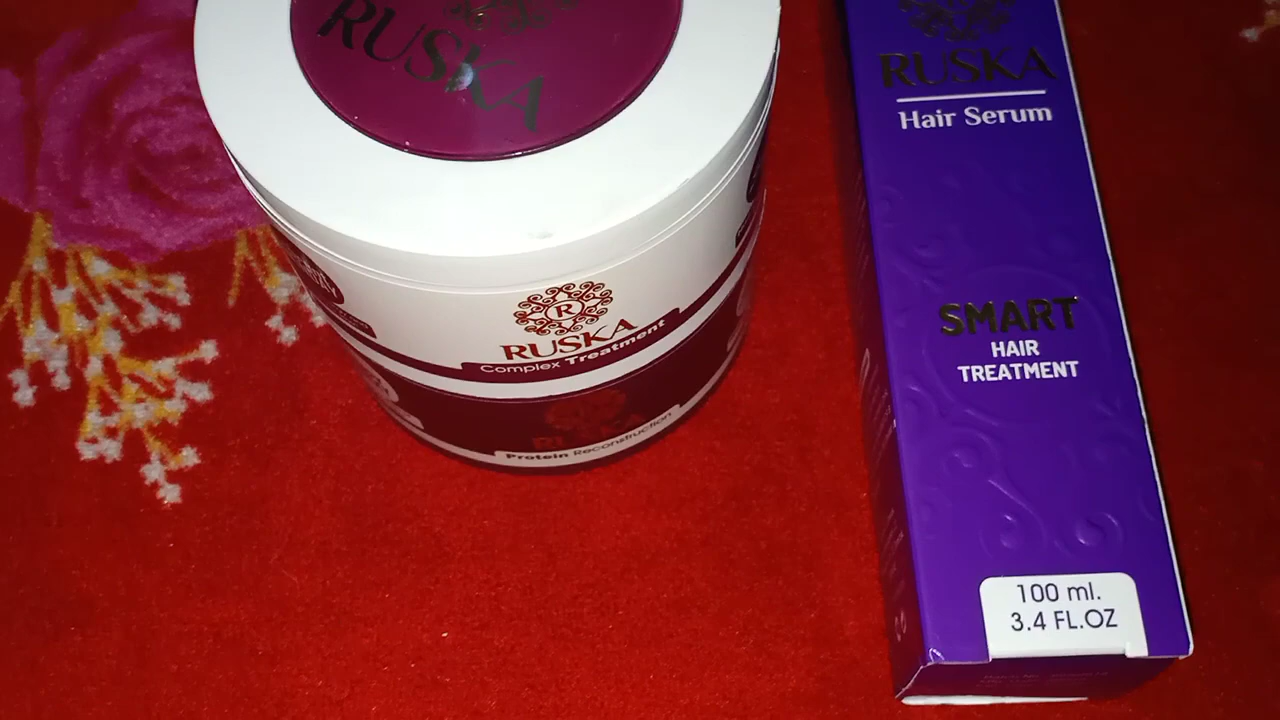 RUSKA
R
RUSKA
Complex Treatment
Protein Reconstruction
RUSKA
Hair Serum
SMART
HAIR
TREATMENT
100 ml.
3.4 FL.OZ